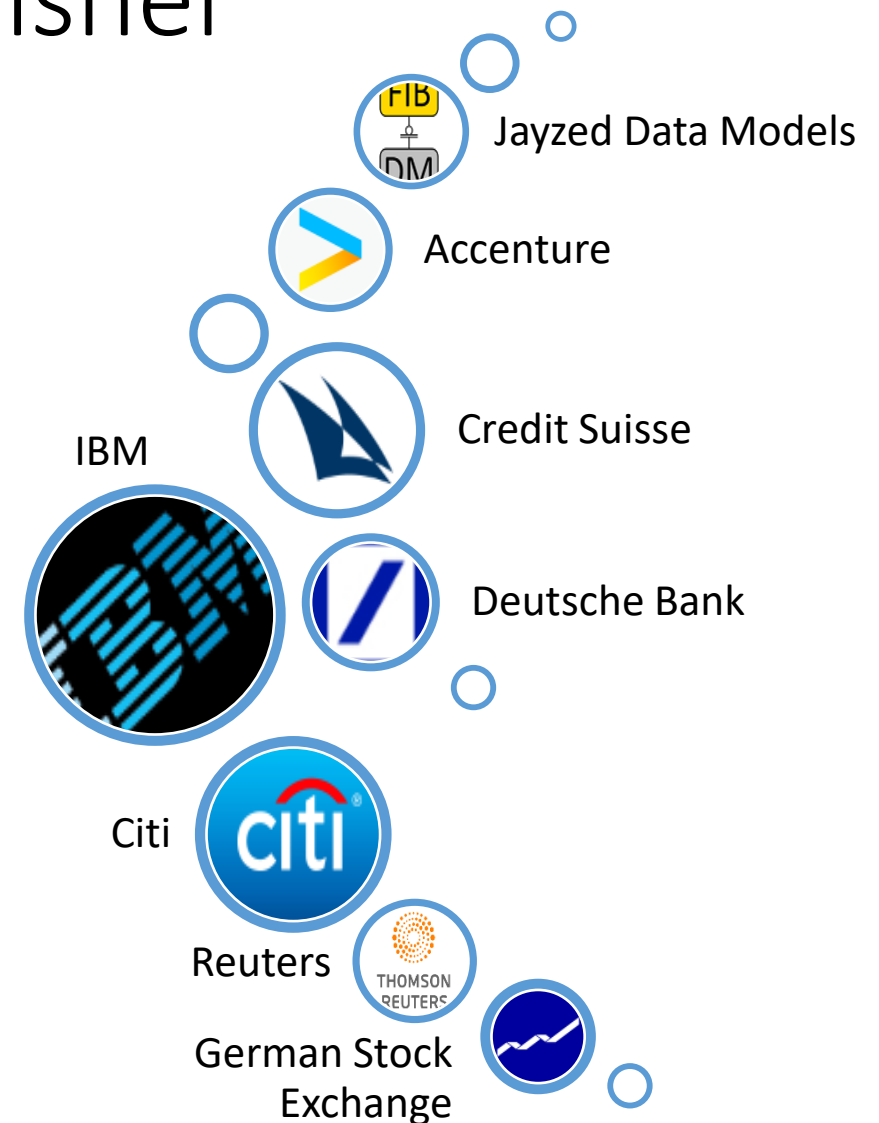 FIB
DM
Jayzed Data Models
Accenture
Credit Suisse
IBM
IBM
Deutsche Bank
Citi
citi®
Reuters
THOMSON
REUTERS
German Stock
Exchange